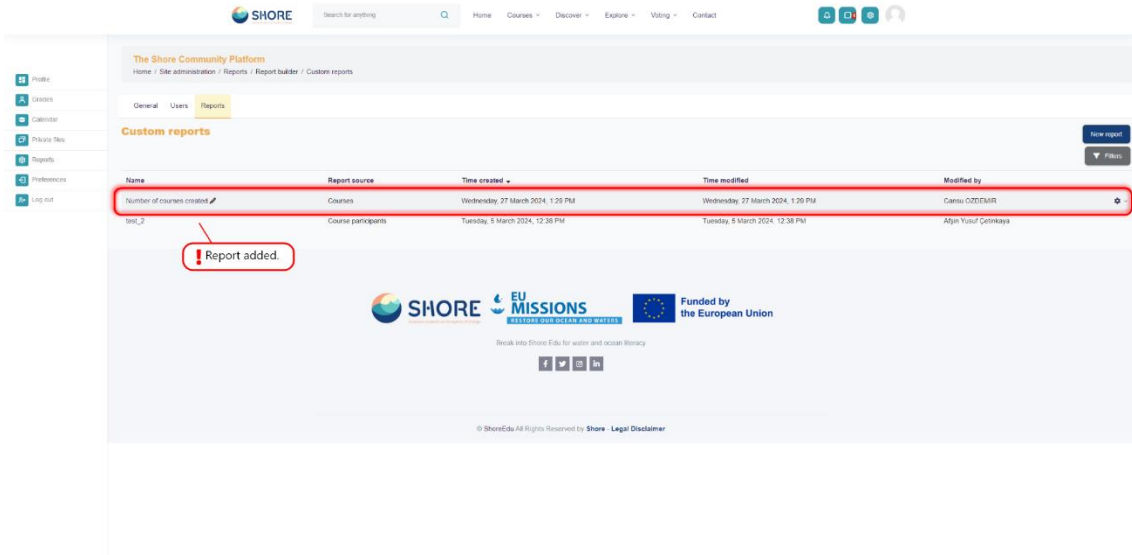 SHORE
Search for anything
Home Courses Discover Explore Voting Contact
The Shore Community Platform
Home / Site administration / Reports / Report builder / Custom reports
Profile
Grades
Calendar
Private files
Reports
Preferences
Log out
General Users Reports
Custom reports
New report
Filters
Name Report source Time created Time modified Modified by
Number of courses created Courses Wednesday, 27 March 2024, 1:29 PM Wednesday, 27 March 2024, 1:29 PM Cansu OZDEMIR
test_2 Course participants Tuesday, 5 March 2024, 12:38 PM Tuesday, 5 March 2024, 12:38 PM Afşin Yusuf Çetinkaya
! Report added.
SHORE
EU
MISSIONS
RESTORE OUR OCEAN AND WATERS
Funded by
the European Union
Break into Shore Edu for water and ocean literacy
© ShoreEdu All Rights Reserved by Shore - Legal Disclaimer